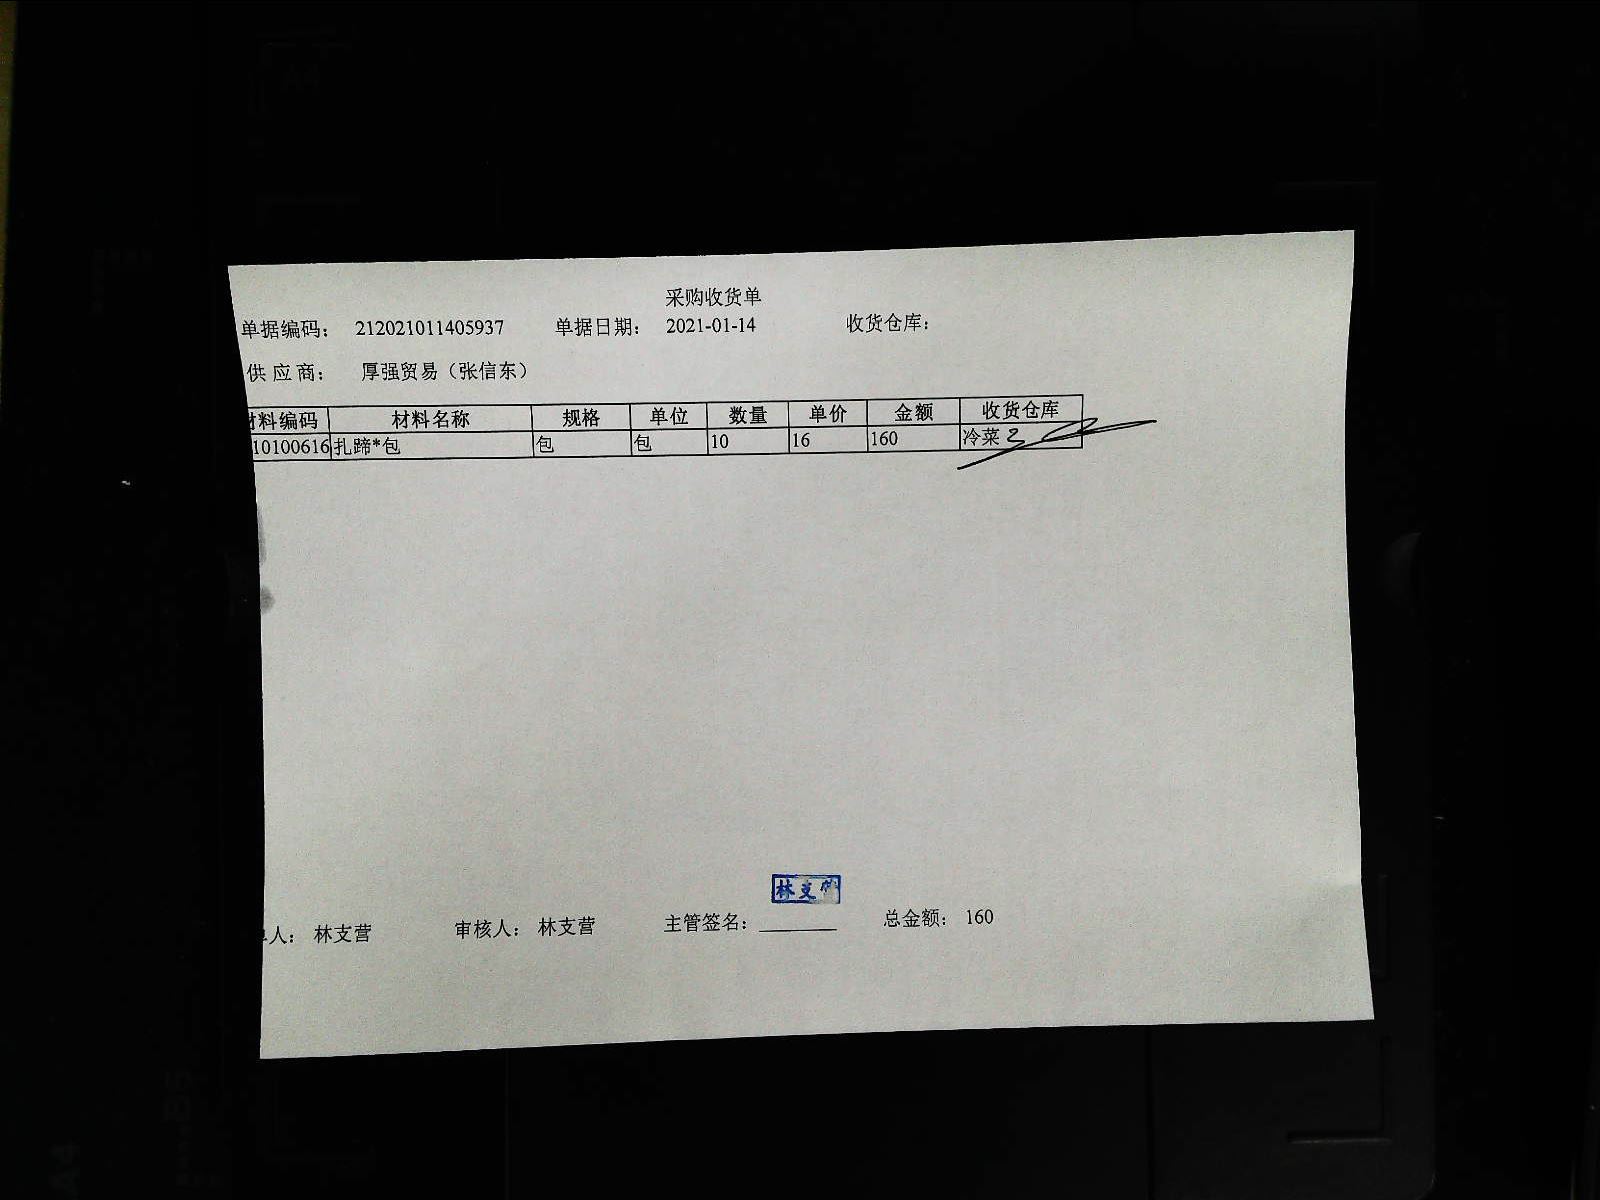 采购收货单
单据编码： 212021011405937 单据日期： 2021-01-14 收货仓库：
供 应 商： 厚强贸易（张信东）
材料编码 材料名称 规格 单位 数量 单价 金额 收货仓库
10100616 扎蹄*包 包 包 10 16 160 冷菜
林支营
人： 林支营 审核人： 林支营 主管签名： 总金额： 160